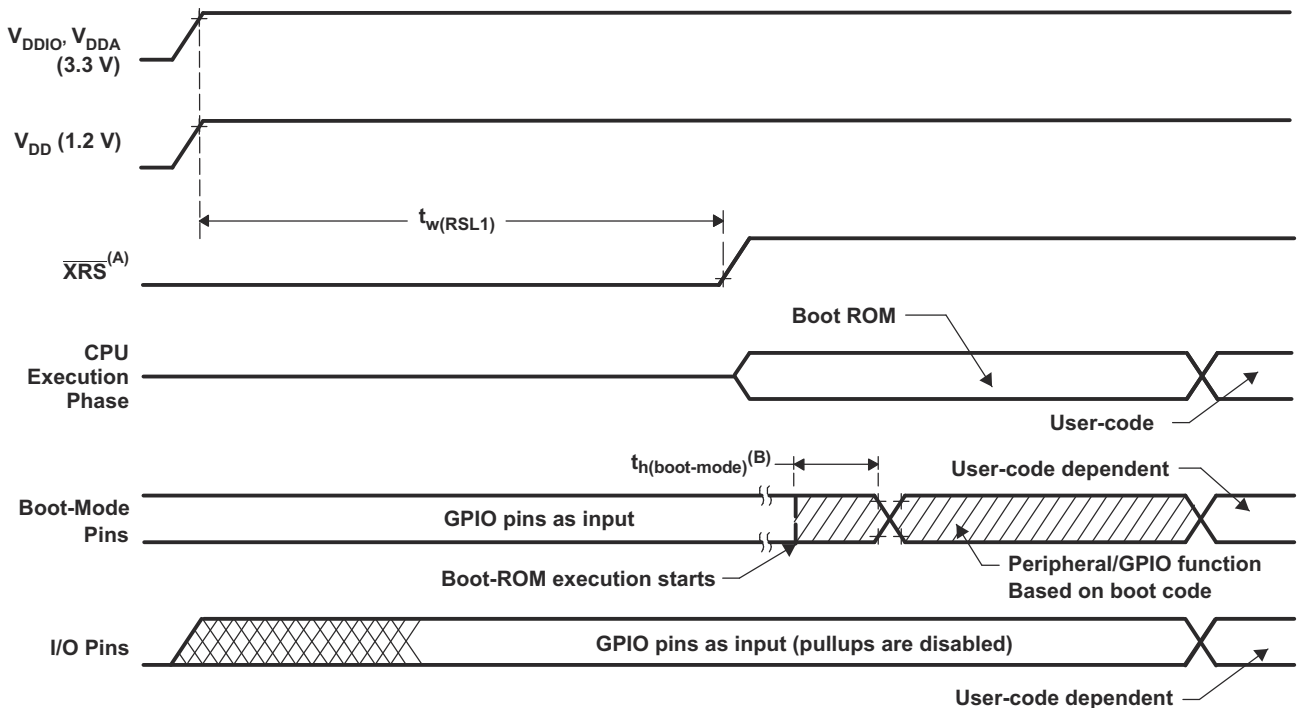 VDDIO, VDDA
(3.3 V)
VDD (1.2 V)
tw(RSL1)
XRS(A)
Boot ROM
CPU
Execution
Phase
User-code
th(boot-mode)(B)
User-code dependent
Boot-Mode
Pins
GPIO pins as input
Boot-ROM execution starts
Peripheral/GPIO function
Based on boot code
I/O Pins
GPIO pins as input (pullups are disabled)
User-code dependent